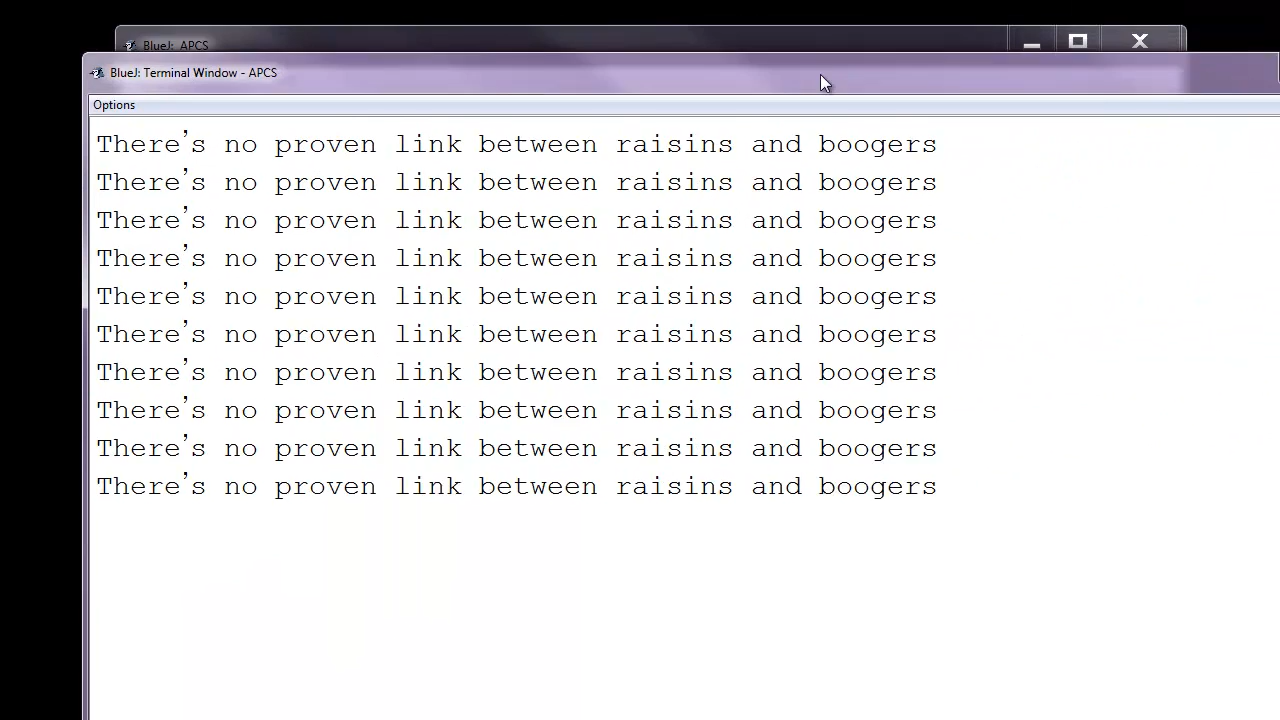 BlueJ: APCS
BlueJ: Terminal Window - APCS
Options
There's no proven link between raisins and boogers
There's no proven link between raisins and boogers
There's no proven link between raisins and boogers
There's no proven link between raisins and boogers
There's no proven link between raisins and boogers
There's no proven link between raisins and boogers
There's no proven link between raisins and boogers
There's no proven link between raisins and boogers
There's no proven link between raisins and boogers
There's no proven link between raisins and boogers